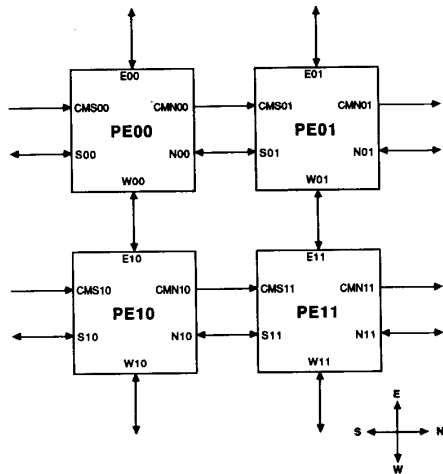 E00 E01
CMS00 CMN00 CMS01 CMN01
PE00 PE01
S00 N00 S01 N01
W00 W01
E10 E11
CMS10 CMN10 CMS11 CMN11
PE10 PE11
S10 N10 S11 N11
W10 W11
E
S N
W